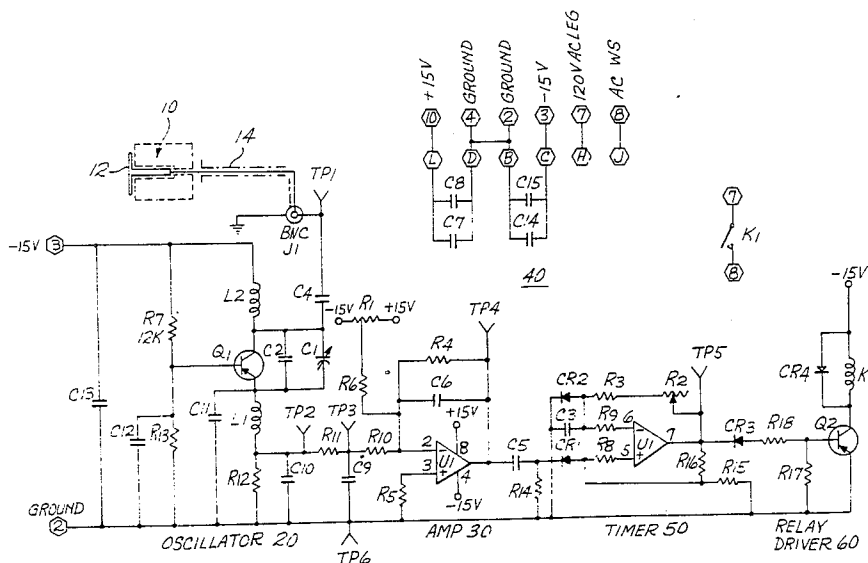 10
12
14
TP1
BNC
J1
+15V
GROUND
GROUND
-15V
120VACLEG
AC WS
10
4
2
3
7
8
L
D
B
C
H
J
C8
C7
C15
C14
40
7
K1
8
-15V
3
L2
C4
R7
12K
Q1
C2
C1
-15V
R1
+15V
R4
TP4
C6
R6
+15V
C13
C12
R13
C11
L1
TP2
TP3
R11
R10
R12
C10
C9
R5
2
3
U1
8
4
-15V
C5
R14
CR2
R3
R2
C3
R9
CR1
R8
6
5
U1
7
TP5
CR3
R18
R16
R15
R17
-15V
CR4
K
Q2
GROUND
2
OSCILLATOR 20
TP6
AMP 30
TIMER 50
RELAY
DRIVER 60